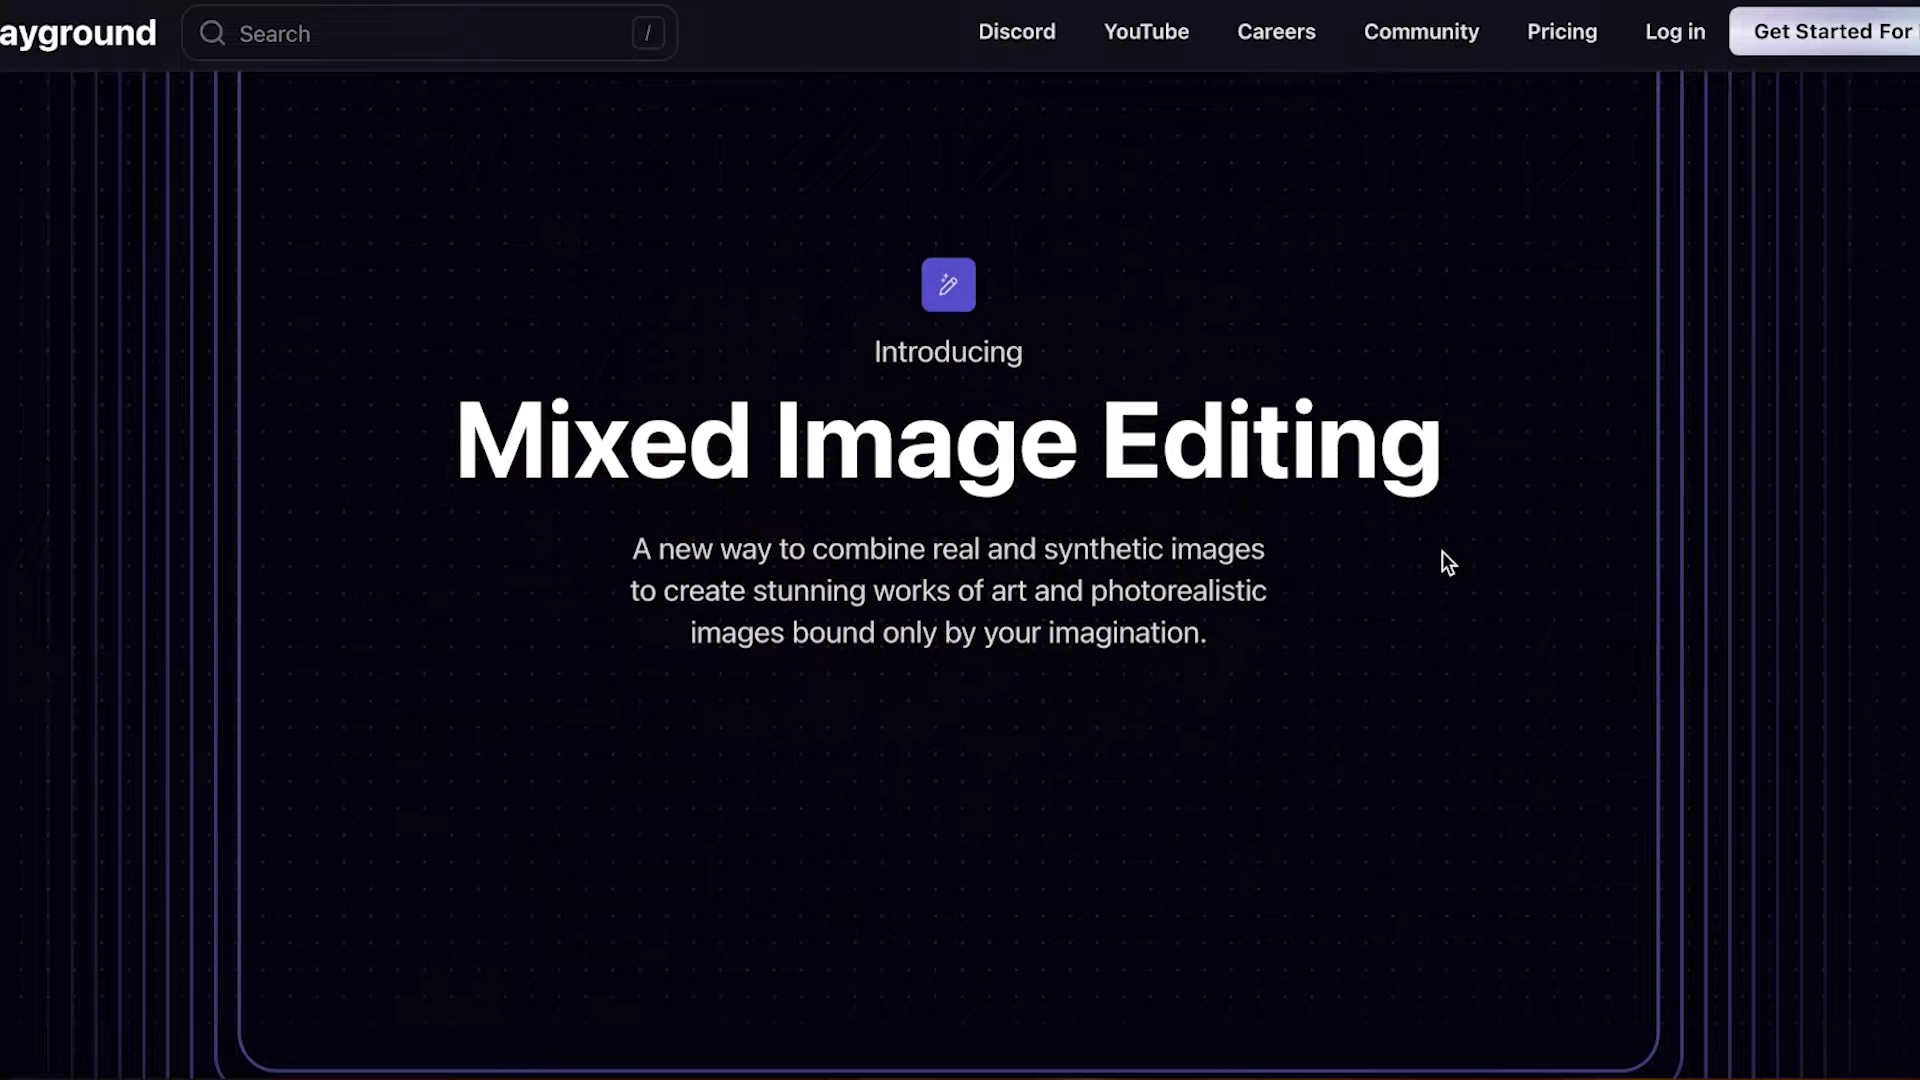 ayground
Search
/
Discord
YouTube
Careers
Community
Pricing
Log in
Get Started For
Introducing
Mixed Image Editing
A new way to combine real and synthetic images
to create stunning works of art and photorealistic
images bound only by your imagination.